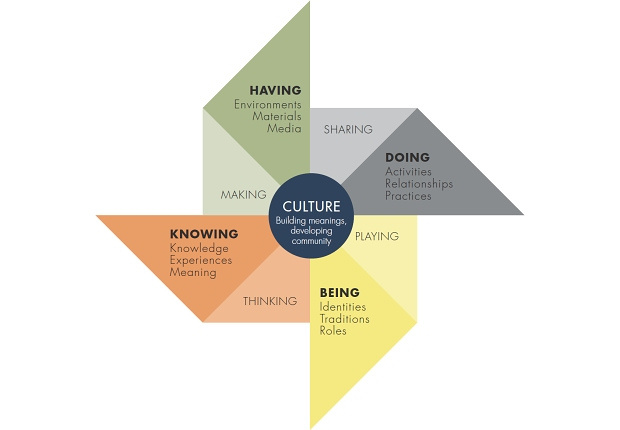 HAVING
Environments
Materials
Media
SHARING
DOING
Activities
Relationships
Practices
MAKING
CULTURE
Building meanings,
developing
community
KNOWING
Knowledge
Experiences
Meaning
PLAYING
THINKING
BEING
Identities
Traditions
Roles